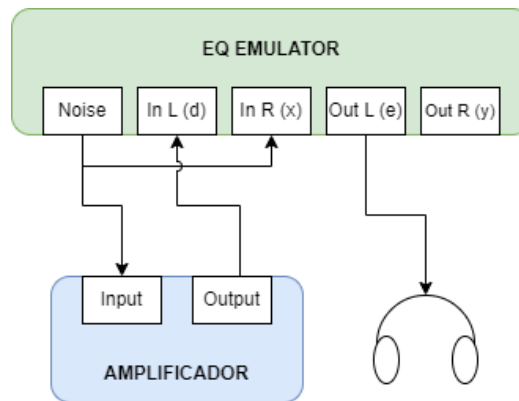 EQ EMULATOR
Noise
In L (d)
In R (x)
Out L (e)
Out R (y)
Input
Output
AMPLIFICADOR